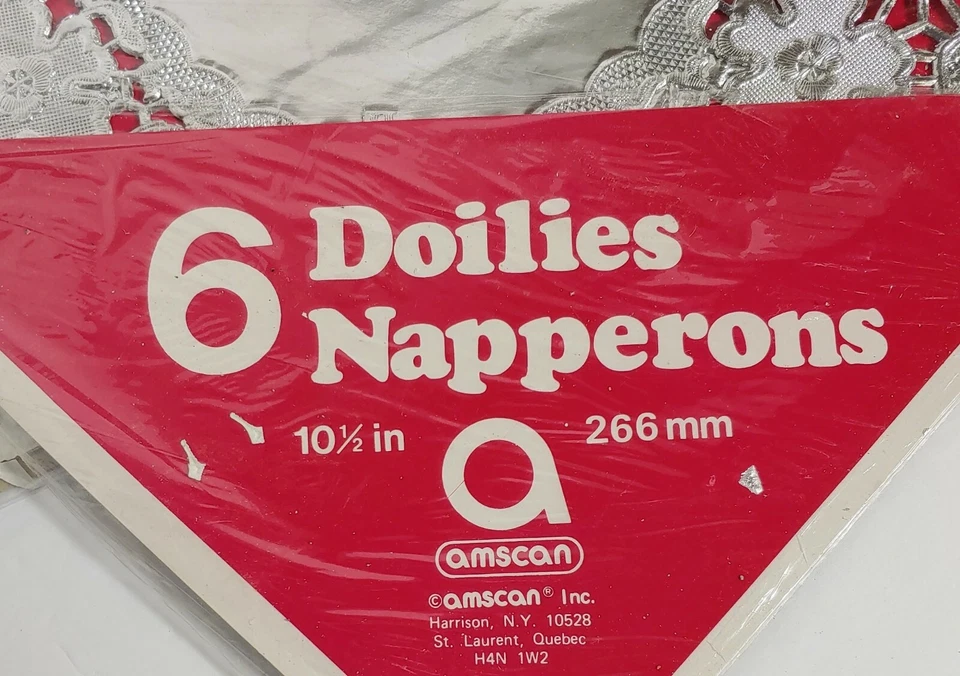 6 Doilies
Napperons
10½ in
266 mm
a
amscan
©amscan® Inc.
Harrison, N.Y. 10528
St. Laurent, Quebec
H4N 1W2